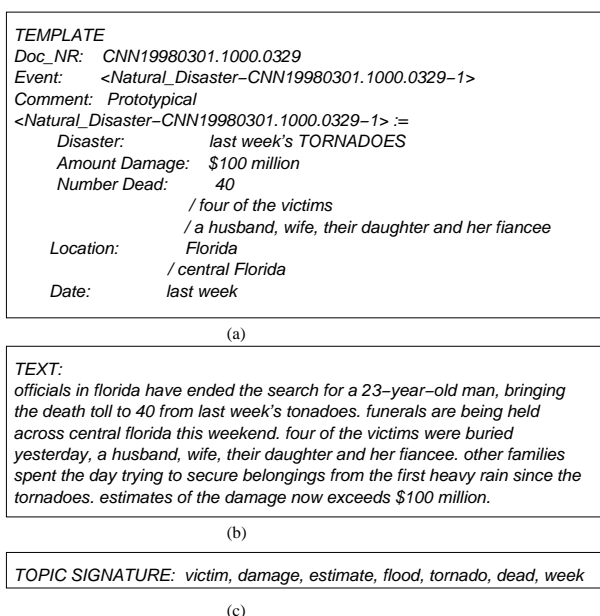 TEMPLATE
Doc_NR: CNN19980301.1000.0329
Event: <Natural_Disaster−CNN19980301.1000.0329−1>
Comment: Prototypical
<Natural_Disaster−CNN19980301.1000.0329−1> :=
Disaster: last week's TORNADOES
Amount Damage: $100 million
Number Dead: 40
/ four of the victims
/ a husband, wife, their daughter and her fiancee
Location: Florida
/ central Florida
Date: last week
(a)
TEXT:
officials in florida have ended the search for a 23−year−old man, bringing
the death toll to 40 from last week's tonadoes. funerals are being held
across central florida this weekend. four of the victims were buried
yesterday, a husband, wife, their daughter and her fiancee. other families
spent the day trying to secure belongings from the first heavy rain since the
tornadoes. estimates of the damage now exceeds $100 million.
(b)
TOPIC SIGNATURE: victim, damage, estimate, flood, tornado, dead, week
(c)